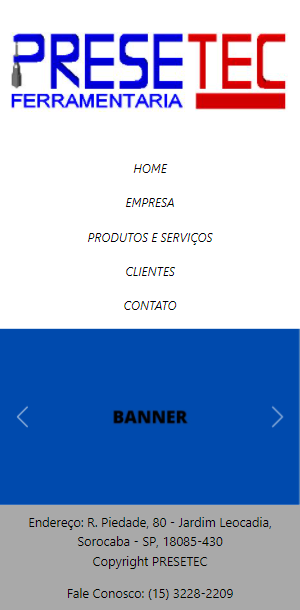 PRESETEC
FERRAMENTARIA
HOME
EMPRESA
PRODUTOS E SERVIÇOS
CLIENTES
CONTATO
BANNER
Endereço: R. Piedade, 80 - Jardim Leocadia,
Sorocaba - SP, 18085-430
Copyright PRESETEC
Fale Conosco: (15) 3228-2209